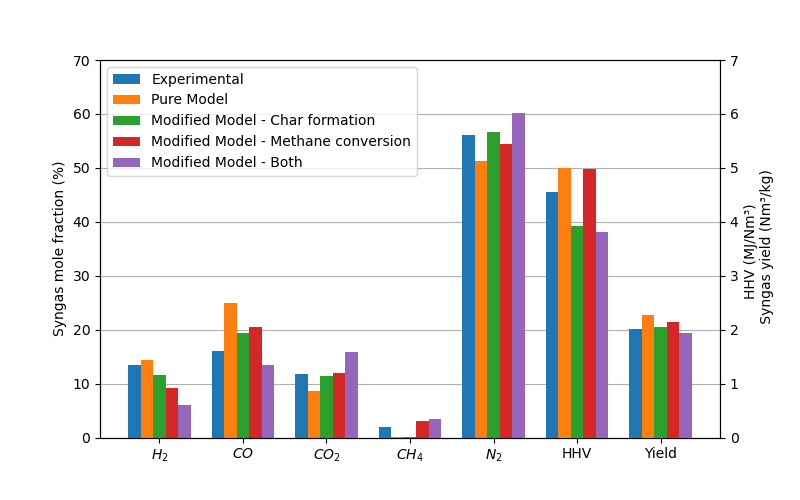 70
60
50
40
30
20
10
0
Syngas mole fraction (%)
Experimental
Pure Model
Modified Model - Char formation
Modified Model - Methane conversion
Modified Model - Both
7
6
5
4
3
2
1
0
HHV (MJ/Nm³)
Syngas yield (Nm³/kg)
H₂ CO CO₂ CH₄ N₂ HHV Yield